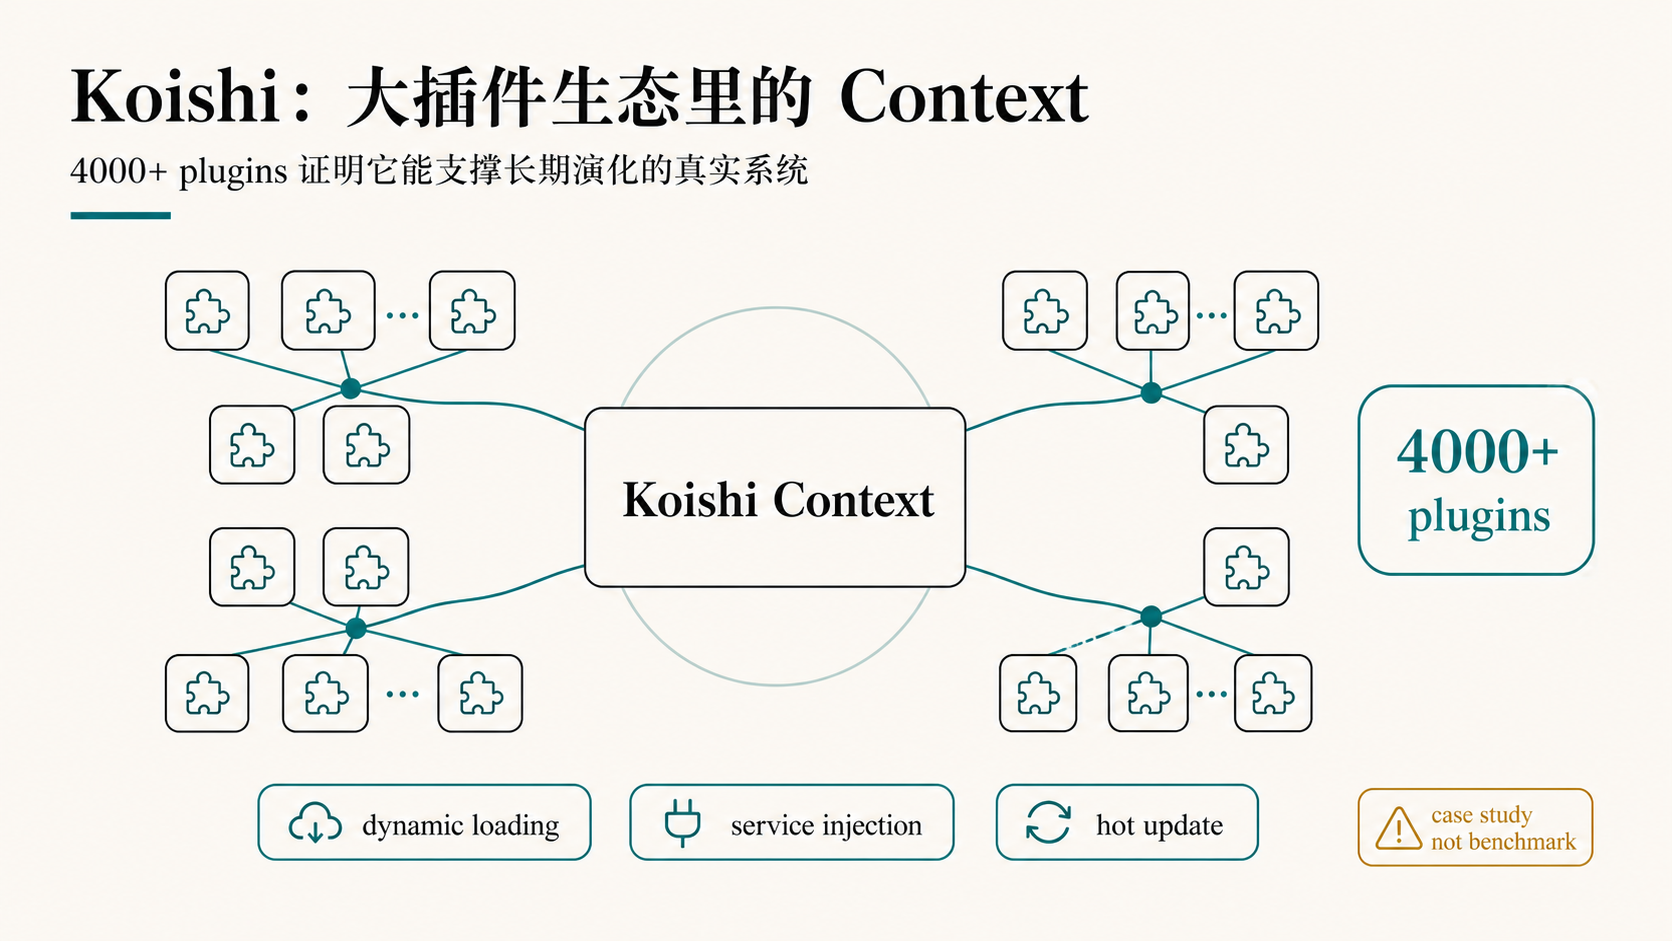 Koishi：大插件生态里的 Context
4000+ plugins 证明它能支撑长期演化的真实系统
Koishi Context
4000+
plugins
dynamic loading
service injection
hot update
case study
not benchmark